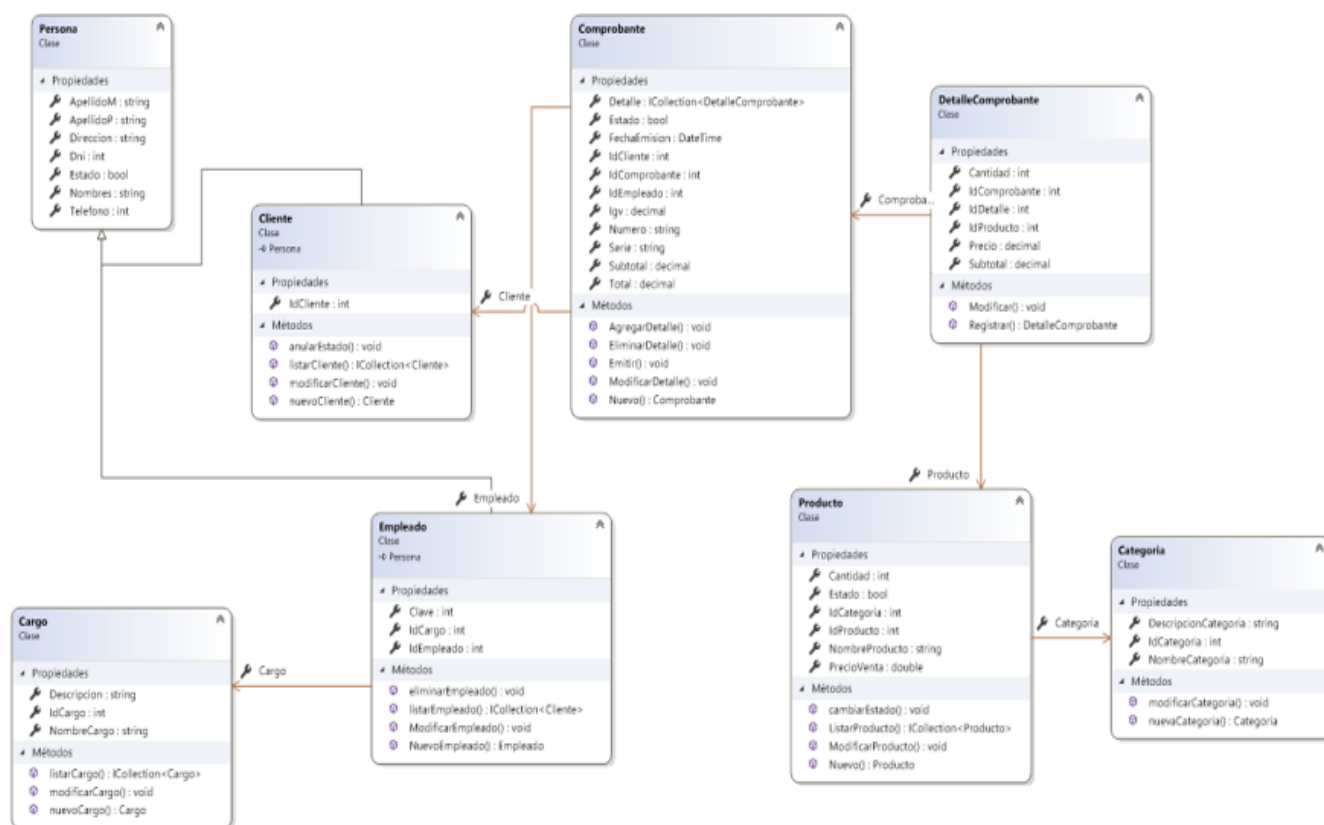 Persona
Clase
Propiedades
ApellidoM : string
ApellidoP : string
Direccion : string
Dni : int
Estado : bool
Nombres : string
Telefono : int
Cliente
Clase
Persona
Propiedades
IdCliente : int
Métodos
anularEstado() : void
listarCliente() : ICollection<Cliente>
modificarCliente() : void
nuevoCliente() : Cliente
Comprobante
Clase
Propiedades
Detalle : ICollection<DetalleComprobante>
Estado : bool
FechaEmision : DateTime
IdCliente : int
IdComprobante : int
IdEmpleado : int
Igv : decimal
Numero : string
Serie : string
Subtotal : decimal
Total : decimal
Métodos
AgregarDetalle() : void
EliminarDetalle() : void
Emitir() : void
ModificarDetalle() : void
Nuevo() : Comprobante
Cliente
Comproba...
DetalleComprobante
Clase
Propiedades
Cantidad : int
IdComprobante : int
IdDetalle : int
IdProducto : int
Precio : decimal
Subtotal : decimal
Métodos
Modificar() : void
Registrar() : DetalleComprobante
Empleado
Empleado
Clase
Persona
Propiedades
Clave : int
IdCargo : int
IdEmpleado : int
Métodos
eliminarEmpleado() : void
listarEmpleado() : ICollection<Cliente>
ModificarEmpleado() : void
NuevoEmpleado() : Empleado
Cargo
Cargo
Clase
Propiedades
Descripcion : string
IdCargo : int
NombreCargo : string
Métodos
listarCargo() : ICollection<Cargo>
modificarCargo() : void
nuevoCargo() : Cargo
Producto
Producto
Clase
Propiedades
Cantidad : int
Estado : bool
IdCategoria : int
IdProducto : int
NombreProducto : string
PrecioVenta : double
Métodos
cambiarEstado() : void
ListarProducto() : ICollection<Producto>
ModificarProducto() : void
Nuevo() : Producto
Categoria
Categoria
Clase
Propiedades
DescripcionCategoria : string
IdCategoria : int
NombreCategoria : string
Métodos
modificarCategoria() : void
nuevaCategoria() : Categoria